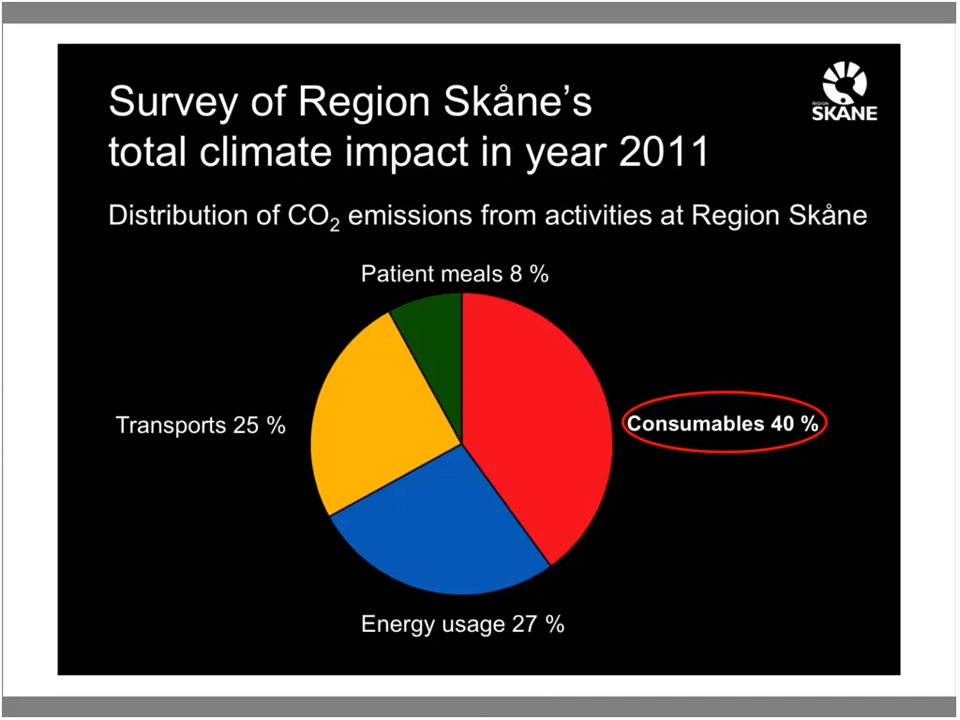 Survey of Region Skåne’s
total climate impact in year 2011
REGION
SKÅNE
Distribution of CO₂ emissions from activities at Region Skåne
Patient meals 8 %
Transports 25 %
Consumables 40 %
Energy usage 27 %